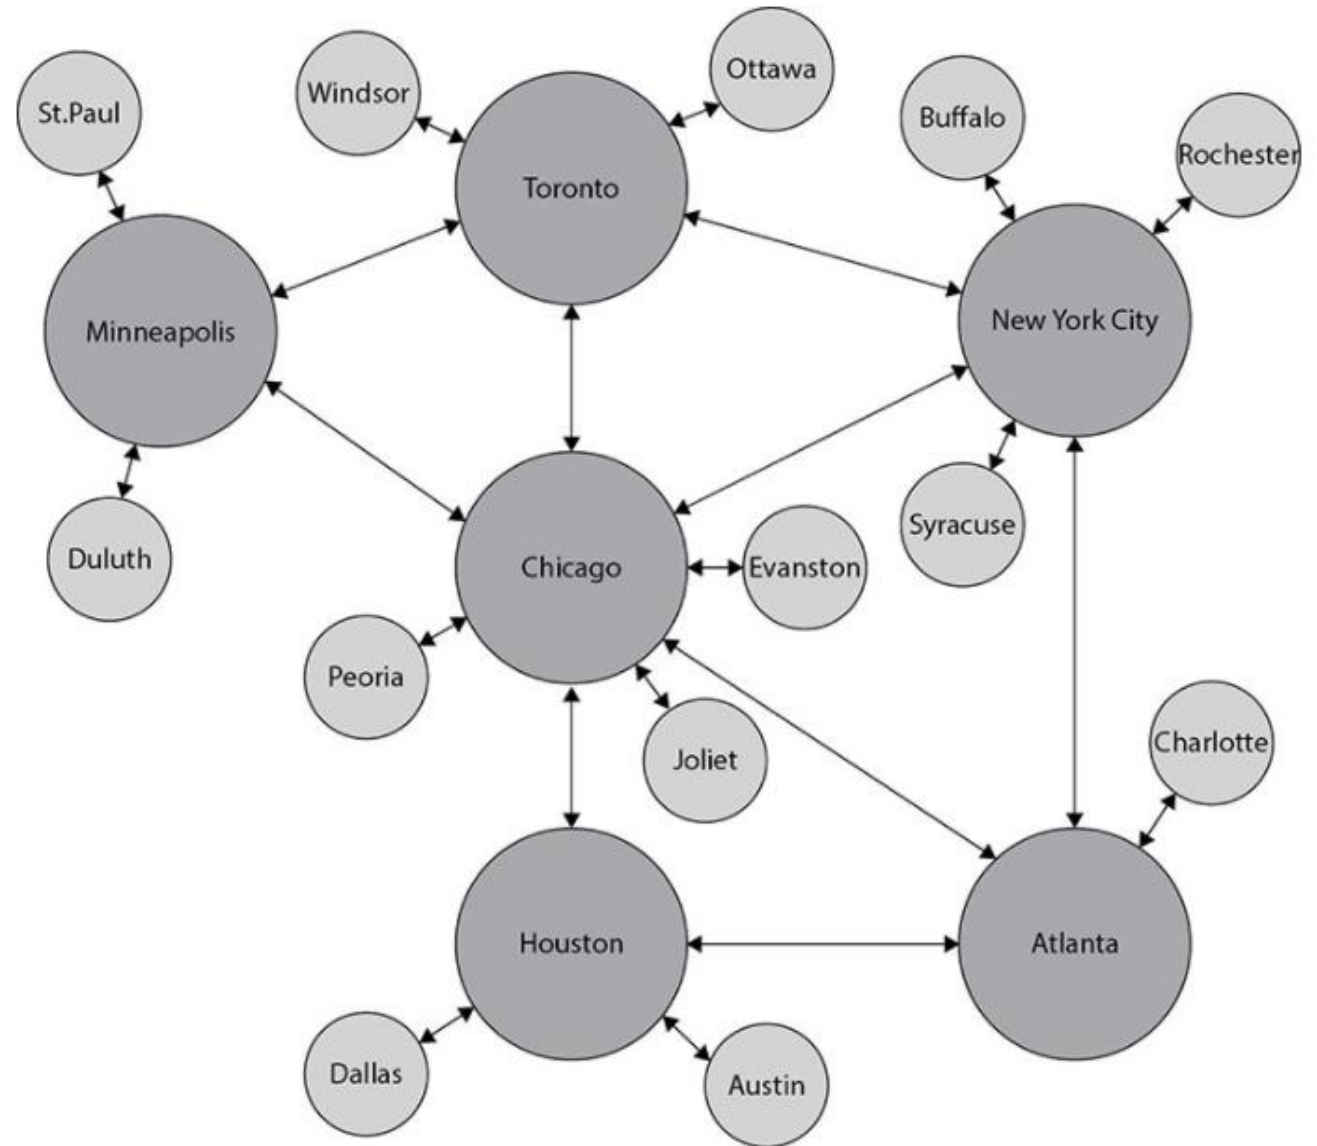 Ottawa
Windsor
St.Paul
Buffalo
Rochester
Toronto
New York City
Minneapolis
Syracuse
Duluth
Chicago
Evanston
Peoria
Charlotte
Joliet
Houston
Atlanta
Dallas
Austin